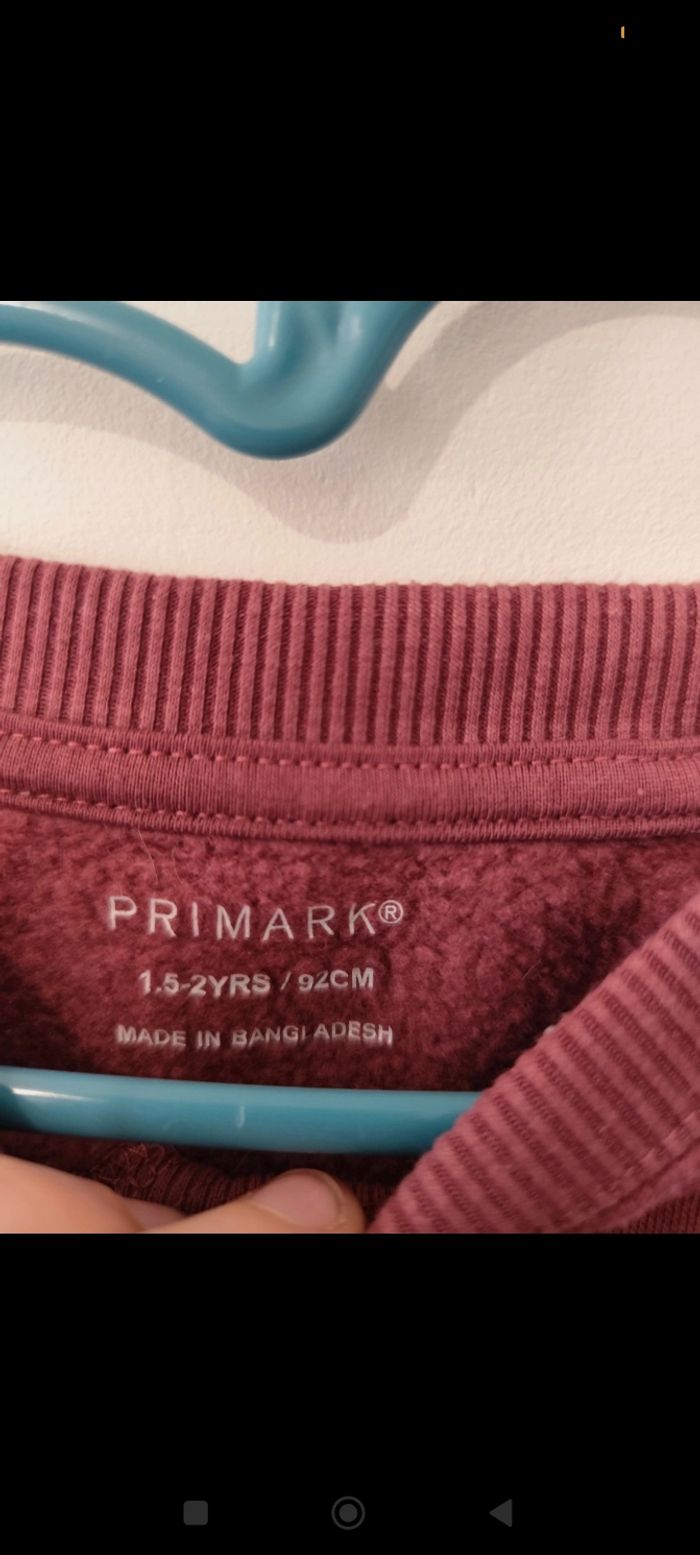 PRIMARK®
1.5-2YRS / 92CM
MADE IN BANGLADESH